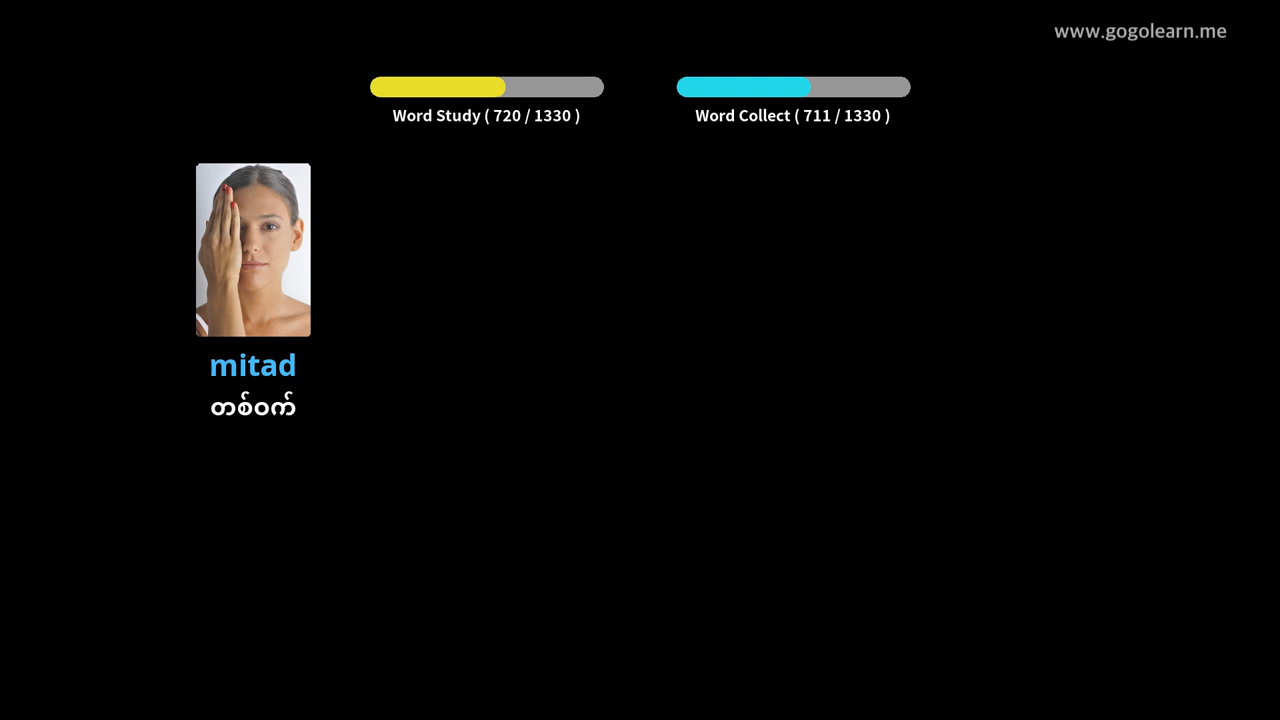 www.gogolearn.me
Word Study ( 720 / 1330 )
Word Collect ( 711 / 1330 )
mitad
တစ်ဝက်